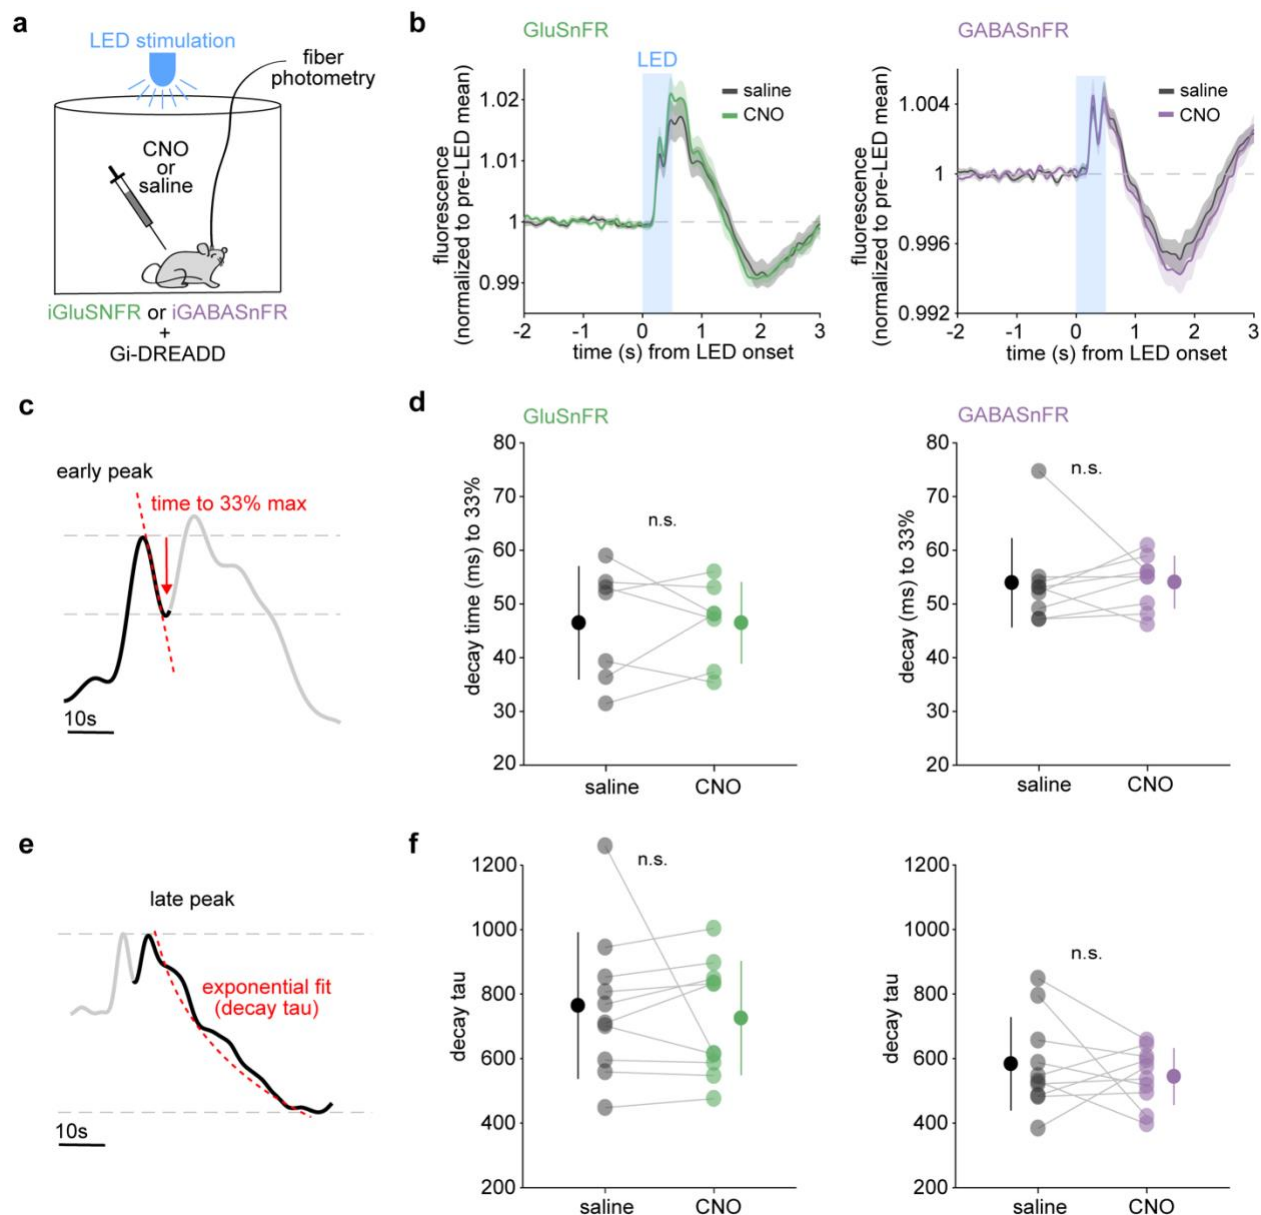 a
LED stimulation
fiber
photometry
CNO
or
saline
iGluSNFR or iGABASnFR
+
Gi-DREADD
b
GluSnFR
LED
saline
CNO
fluorescence
(normalized to pre-LED mean)
1.02
1.01
1
0.99
-2
-1
0
1
2
3
time (s) from LED onset
GABASnFR
saline
CNO
fluorescence
(normalized to pre-LED mean)
1.004
1
0.996
0.992
-2
-1
0
1
2
3
time (s) from LED onset
c
early peak
time to 33% max
10s
d
GluSnFR
n.s.
decay time (ms) to 33%
80
70
60
50
40
30
20
saline
CNO
GABASnFR
n.s.
decay (ms) to 33%
80
70
60
50
40
30
20
saline
CNO
e
late peak
exponential fit
(decay tau)
10s
f
n.s.
decay tau
1200
1000
800
600
400
200
saline
CNO
n.s.
decay tau
1200
1000
800
600
400
200
saline
CNO